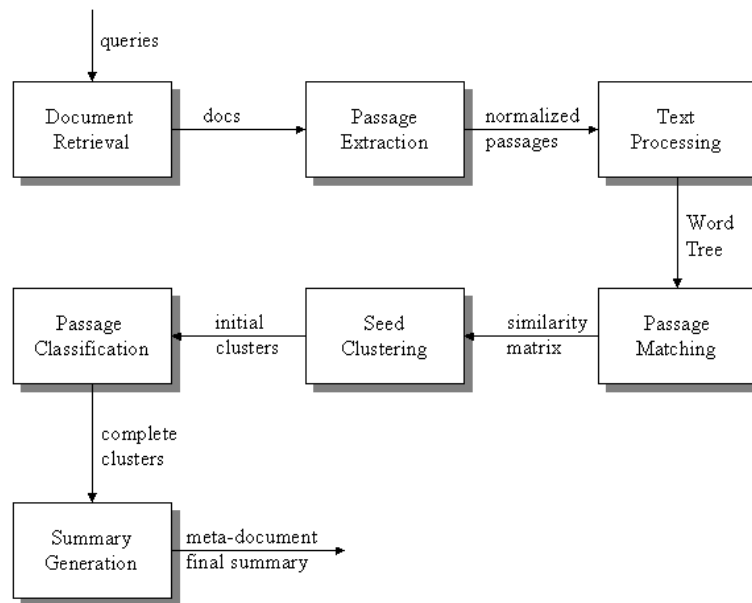 queries
Document
Retrieval
docs
Passage
Extraction
normalized
passages
Text
Processing
Word
Tree
Passage
Matching
similarity
matrix
Seed
Clustering
initial
clusters
Passage
Classification
complete
clusters
Summary
Generation
meta-document
final summary